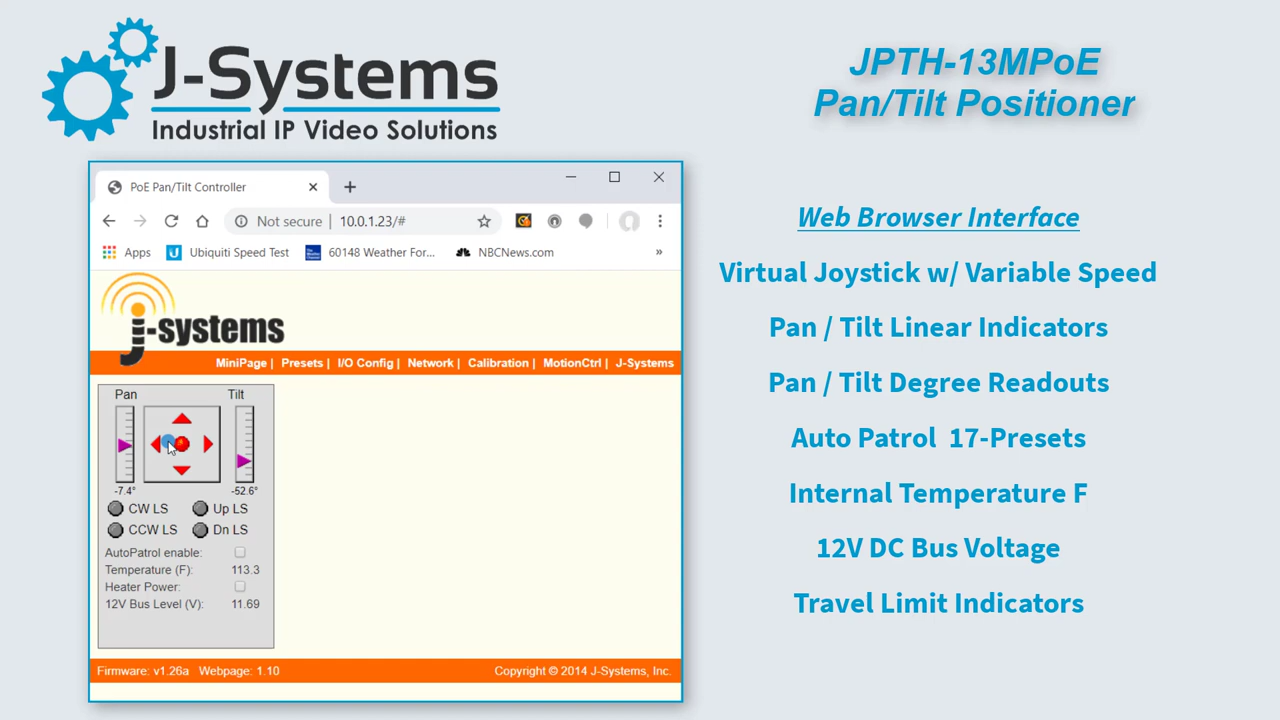 J-Systems
Industrial IP Video Solutions
JPTH-13MPoE
Pan/Tilt Positioner
PoE Pan/Tilt Controller
Not secure | 10.0.1.23/#
Apps Ubiquiti Speed Test 60148 Weather For... NBCNews.com »
j-systems
MiniPage | Presets | I/O Config | Network | Calibration | MotionCtrl | J-Systems
Pan Tilt
-7.4° -52.6°
CW LS Up LS
CCW LS Dn LS
AutoPatrol enable:
Temperature (F): 113.3
Heater Power:
12V Bus Level (V): 11.69
Firmware: v1.26a Webpage: 1.10 Copyright © 2014 J-Systems, Inc.
Web Browser Interface
Virtual Joystick w/ Variable Speed
Pan / Tilt Linear Indicators
Pan / Tilt Degree Readouts
Auto Patrol 17-Presets
Internal Temperature F
12V DC Bus Voltage
Travel Limit Indicators